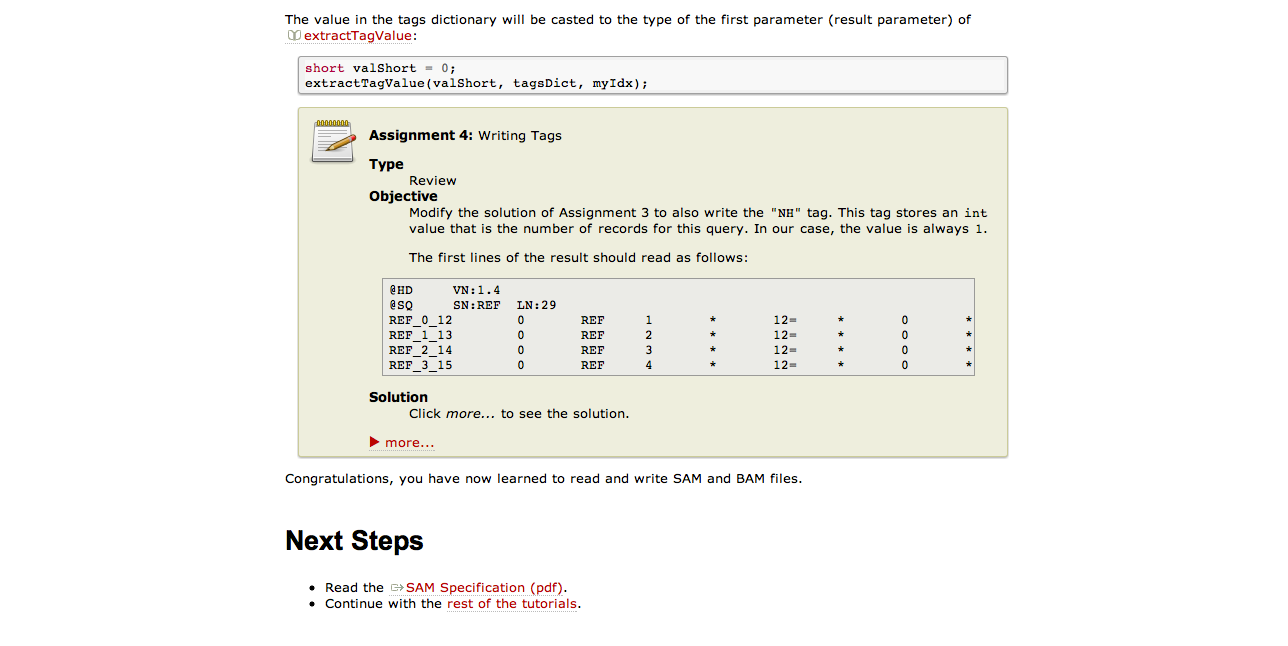 The value in the tags dictionary will be casted to the type of the first parameter (result parameter) of
extractTagValue:
short valShort = 0;
extractTagValue(valShort, tagsDict, myIdx);
Assignment 4: Writing Tags
Type
Review
Objective
Modify the solution of Assignment 3 to also write the "NH" tag. This tag stores an int
value that is the number of records for this query. In our case, the value is always 1.
The first lines of the result should read as follows:
@HD VN:1.4
@SQ SN:REF LN:29
REF_0_12 0 REF 1 * 12= * 0 *
REF_1_13 0 REF 2 * 12= * 0 *
REF_2_14 0 REF 3 * 12= * 0 *
REF_3_15 0 REF 4 * 12= * 0 *
Solution
Click more... to see the solution.
more...
Congratulations, you have now learned to read and write SAM and BAM files.
Next Steps
• Read the SAM Specification (pdf).
• Continue with the rest of the tutorials.